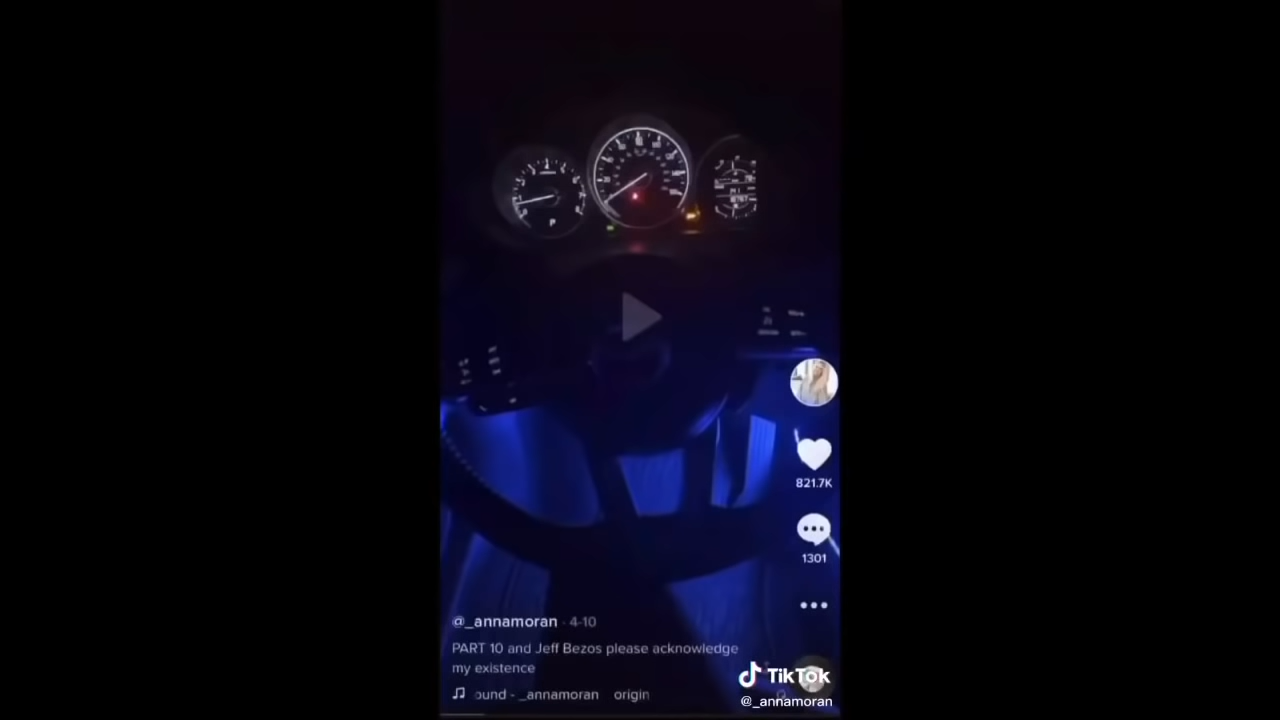 P
821.7K
1301
@_annamoran · 4-10
PART 10 and Jeff Bezos please acknowledge
my existence
ound - _annamoran origin
TikTok
@_annamoran